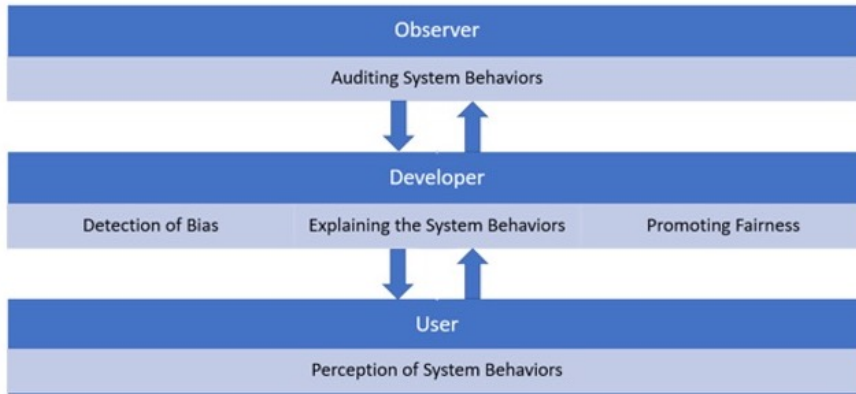 Observer
Auditing System Behaviors
Developer
Detection of Bias
Explaining the System Behaviors
Promoting Fairness
User
Perception of System Behaviors